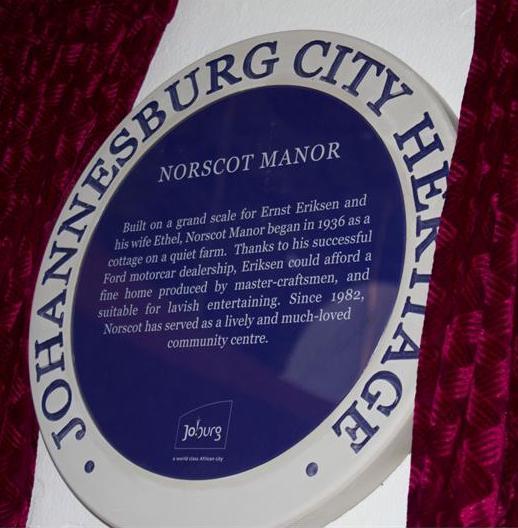 JOHANNESBURG CITY HERITAGE
NORSCOT MANOR
Built on a grand scale for Ernst Eriksen and
his wife Ethel, Norscot Manor began in 1936 as a
cottage on a quiet farm. Thanks to his successful
Ford motorcar dealership, Eriksen could afford a
fine home produced by master-craftsmen, and
suitable for lavish entertaining. Since 1982,
Norscot has served as a lively and much-loved
community centre.
Joburg
a world class African city